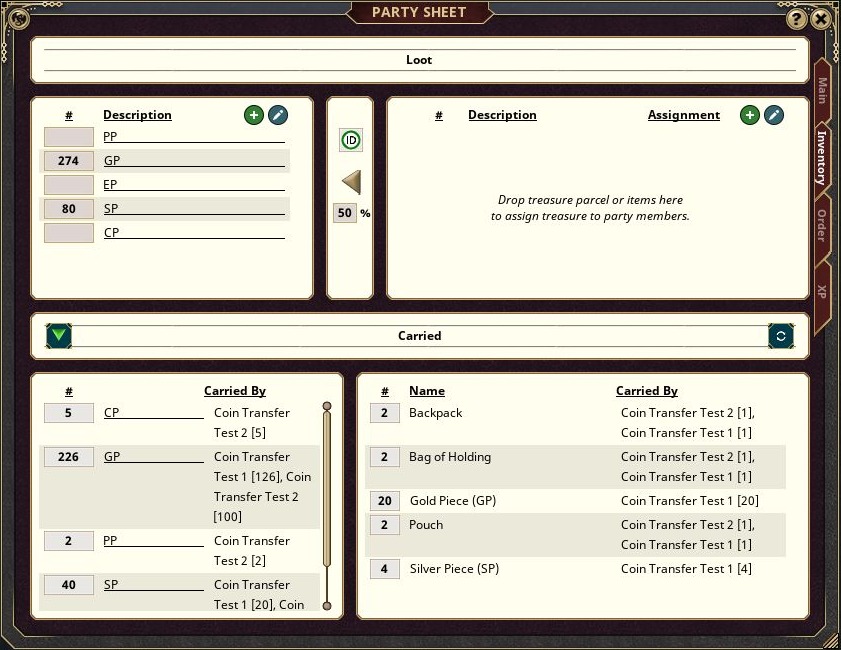 PARTY SHEET
?
Loot
# Description
PP
274 GP
EP
80 SP
CP
ID
50 %
# Description Assignment
Drop treasure parcel or items here
to assign treasure to party members.
Main
Inventory
Order
XP
Carried
# Carried By
5 CP Coin Transfer
Test 2 [5]
226 GP Coin Transfer
Test 1 [126], Coin
Transfer Test 2
[100]
2 PP Coin Transfer
Test 2 [2]
40 SP Coin Transfer
Test 1 [20], Coin
# Name Carried By
2 Backpack Coin Transfer Test 2 [1],
Coin Transfer Test 1 [1]
2 Bag of Holding Coin Transfer Test 2 [1],
Coin Transfer Test 1 [1]
20 Gold Piece (GP) Coin Transfer Test 1 [20]
2 Pouch Coin Transfer Test 2 [1],
Coin Transfer Test 1 [1]
4 Silver Piece (SP) Coin Transfer Test 1 [4]